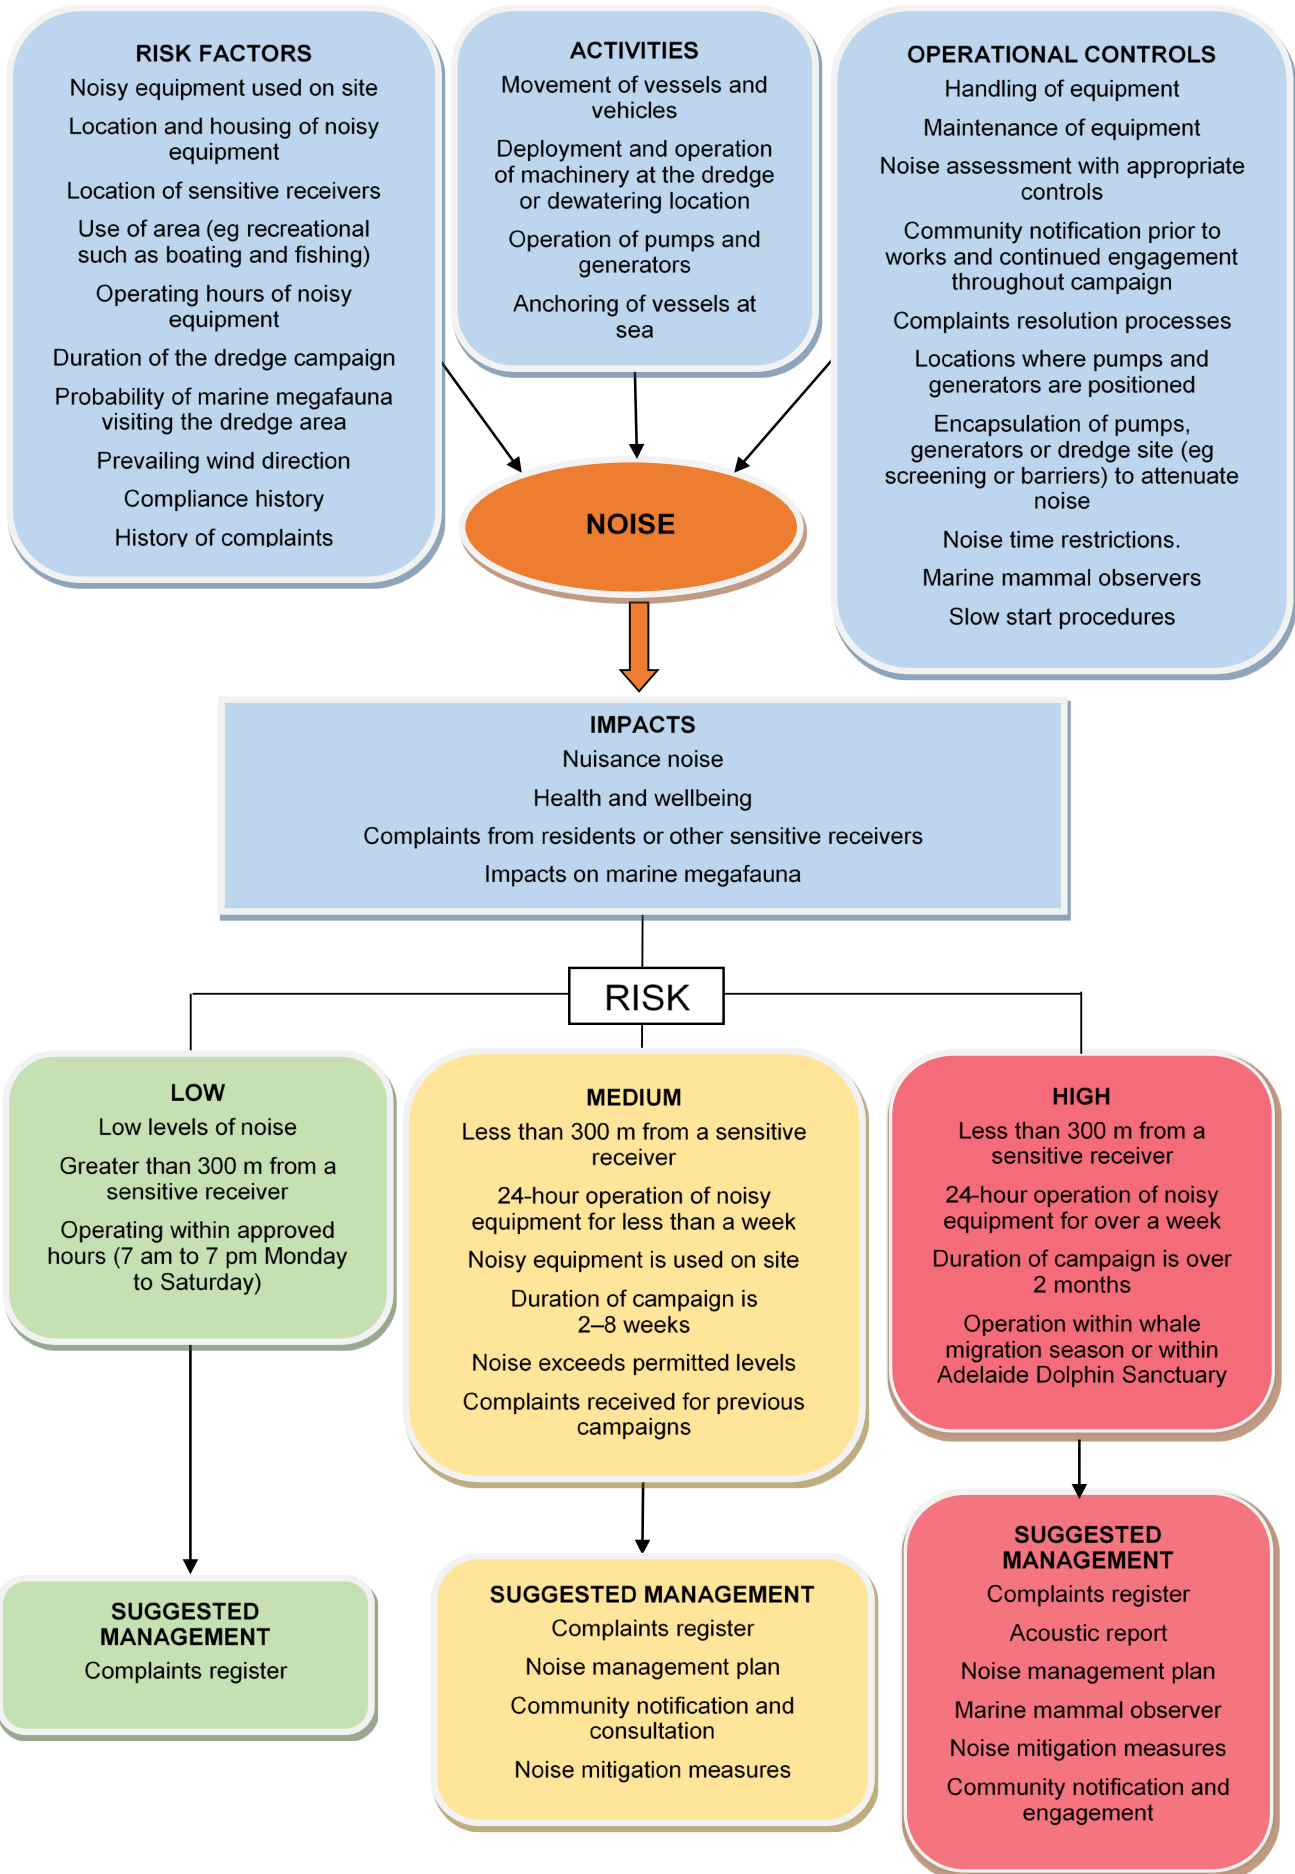 RISK FACTORS
Noisy equipment used on site
Location and housing of noisy
equipment
Location of sensitive receivers
Use of area (eg recreational
such as boating and fishing)
Operating hours of noisy
equipment
Duration of the dredge campaign
Probability of marine megafauna
visiting the dredge area
Prevailing wind direction
Compliance history
History of complaints
ACTIVITIES
Movement of vessels and
vehicles
Deployment and operation
of machinery at the dredge
or dewatering location
Operation of pumps and
generators
Anchoring of vessels at
sea
OPERATIONAL CONTROLS
Handling of equipment
Maintenance of equipment
Noise assessment with appropriate
controls
Community notification prior to
works and continued engagement
throughout campaign
Complaints resolution processes
Locations where pumps and
generators are positioned
Encapsulation of pumps,
generators or dredge site (eg
screening or barriers) to attenuate
noise
Noise time restrictions.
Marine mammal observers
Slow start procedures
NOISE
IMPACTS
Nuisance noise
Health and wellbeing
Complaints from residents or other sensitive receivers
Impacts on marine megafauna
RISK
LOW
Low levels of noise
Greater than 300 m from a
sensitive receiver
Operating within approved
hours (7 am to 7 pm Monday
to Saturday)
MEDIUM
Less than 300 m from a sensitive
receiver
24-hour operation of noisy
equipment for less than a week
Noisy equipment is used on site
Duration of campaign is
2–8 weeks
Noise exceeds permitted levels
Complaints received for previous
campaigns
HIGH
Less than 300 m from a
sensitive receiver
24-hour operation of noisy
equipment for over a week
Duration of campaign is over
2 months
Operation within whale
migration season or within
Adelaide Dolphin Sanctuary
SUGGESTED
MANAGEMENT
Complaints register
SUGGESTED MANAGEMENT
Complaints register
Noise management plan
Community notification and
consultation
Noise mitigation measures
SUGGESTED
MANAGEMENT
Complaints register
Acoustic report
Noise management plan
Marine mammal observer
Noise mitigation measures
Community notification and
engagement